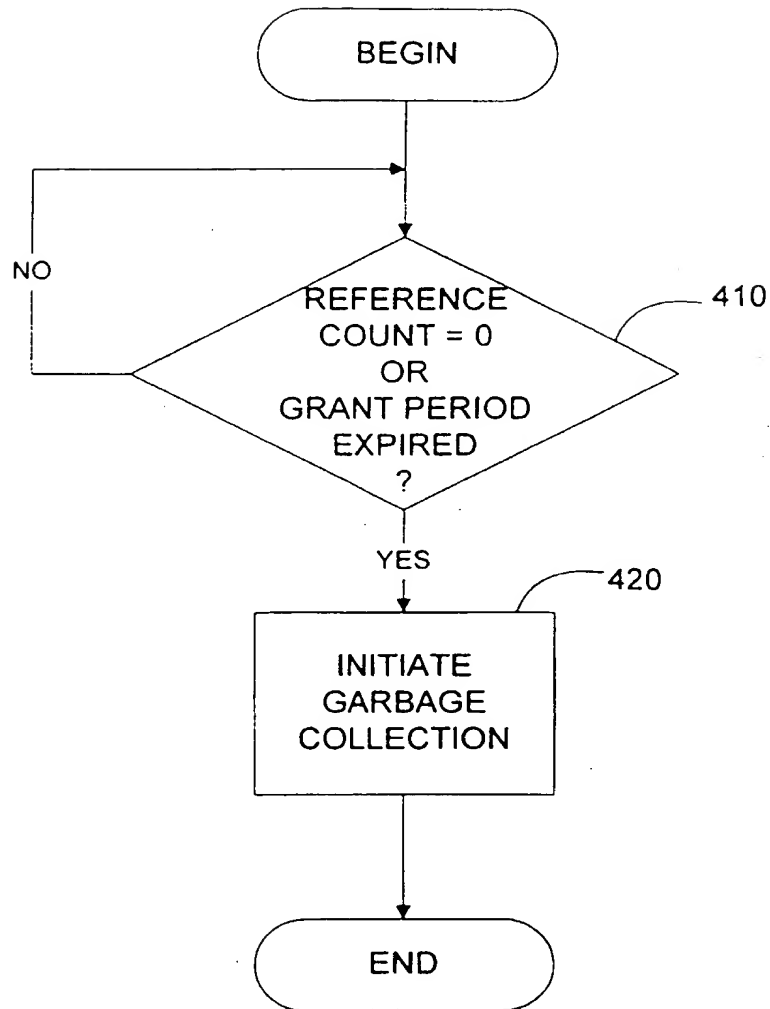 BEGIN
NO
REFERENCE
COUNT = 0
OR
GRANT PERIOD
EXPIRED
?
410
YES
420
INITIATE
GARBAGE
COLLECTION
END